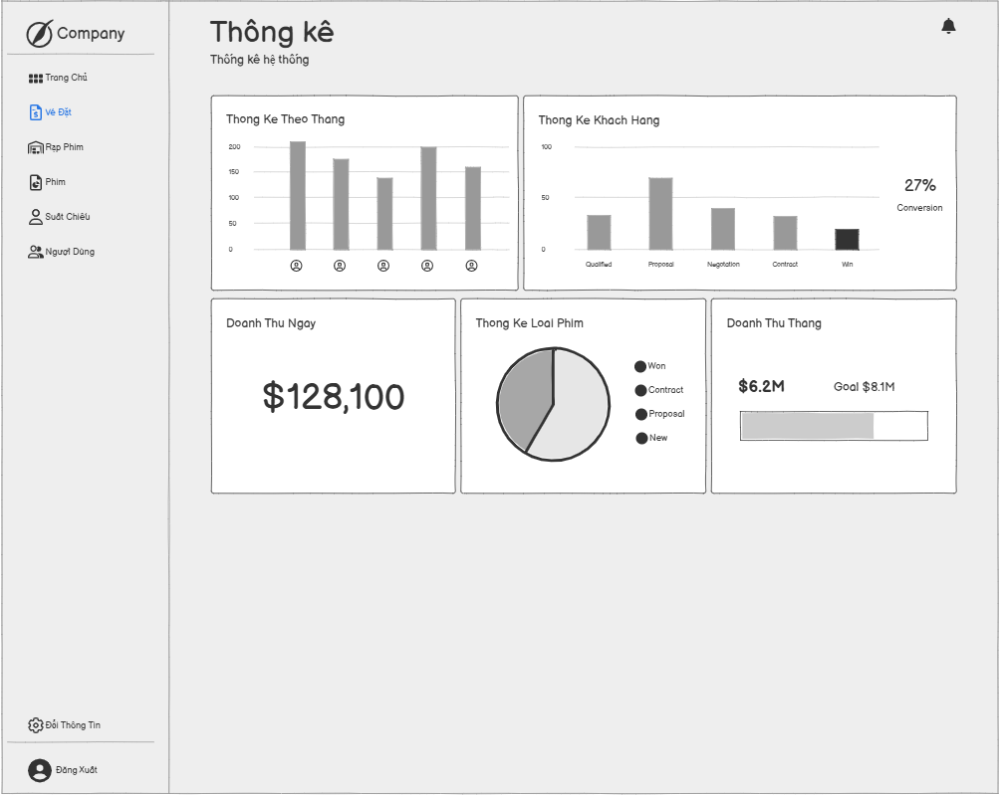 Company
Trang Chủ
Vé Đặt
Rạp Phim
Phim
Suất Chiếu
Người Dùng
Đổi Thông Tin
Đăng Xuất
Thông kê
Thống kê hệ thống
Thong Ke Theo Thang
200
150
100
50
0
Thong Ke Khach Hang
100
50
0
Qualified
Proposal
Negotation
Contract
Win
27%
Conversion
Doanh Thu Ngay
$128,100
Thong Ke Loai Phim
Won
Contract
Proposal
New
Doanh Thu Thang
$6.2M
Goal $8.1M